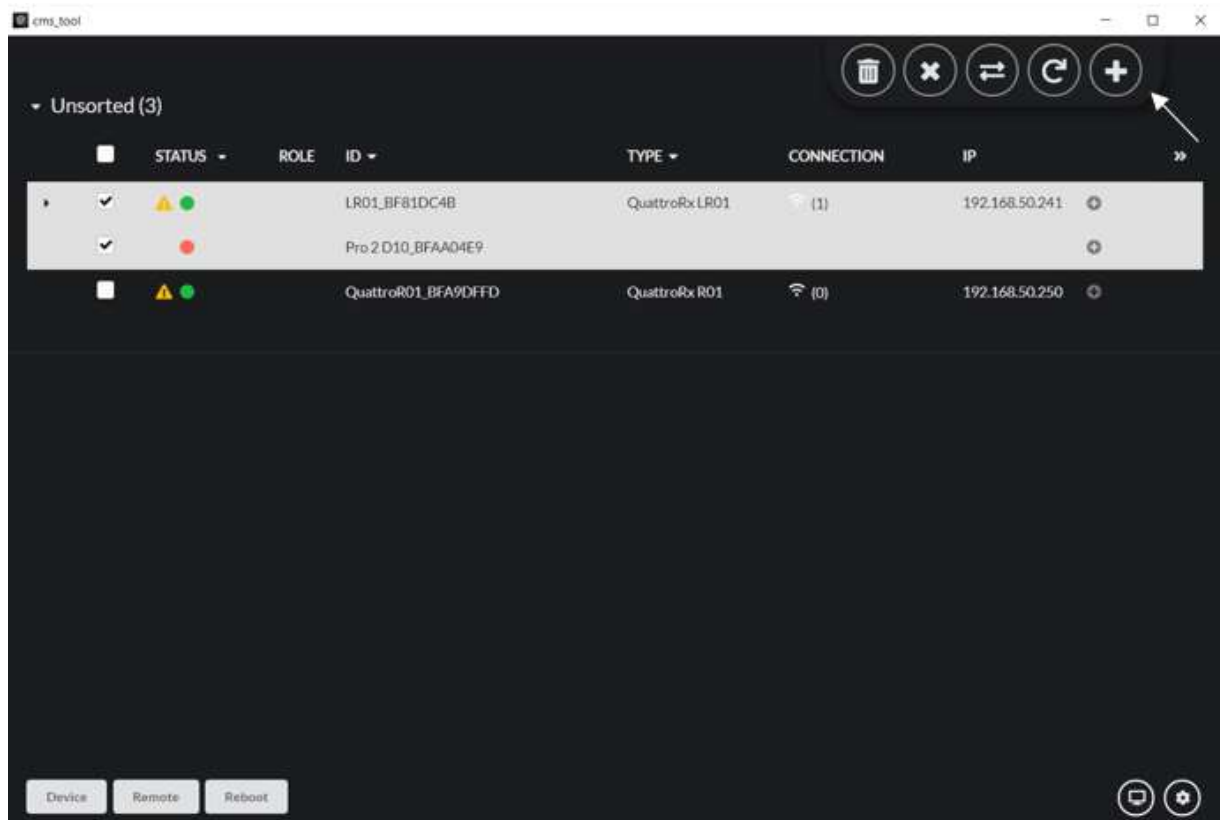 cms_tool
Unsorted (3)
STATUS ROLE ID TYPE CONNECTION IP
LR01_BF81DC4B QuattroRx LR01 (1) 192.168.50.241
Pro 2 D10_BFAA04E9
QuattroR01_BFA9DFFD QuattroRx R01 (0) 192.168.50.250
Device Remote Reboot